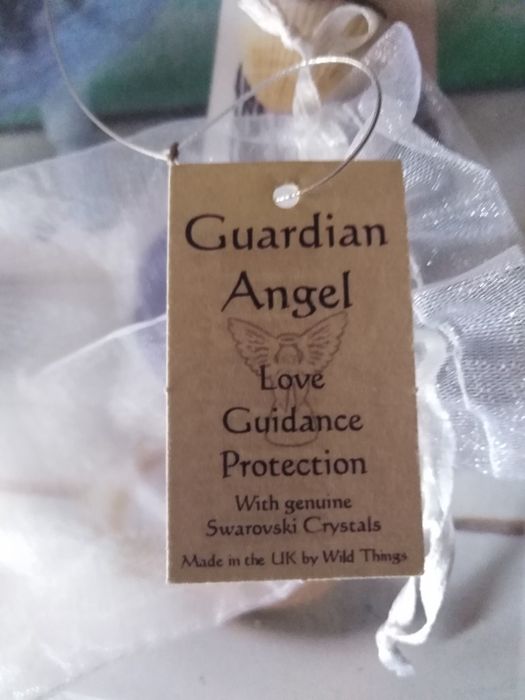 Guardian
Angel
Love
Guidance
Protection
With genuine
Swarovski Crystals
Made in the UK by Wild Things